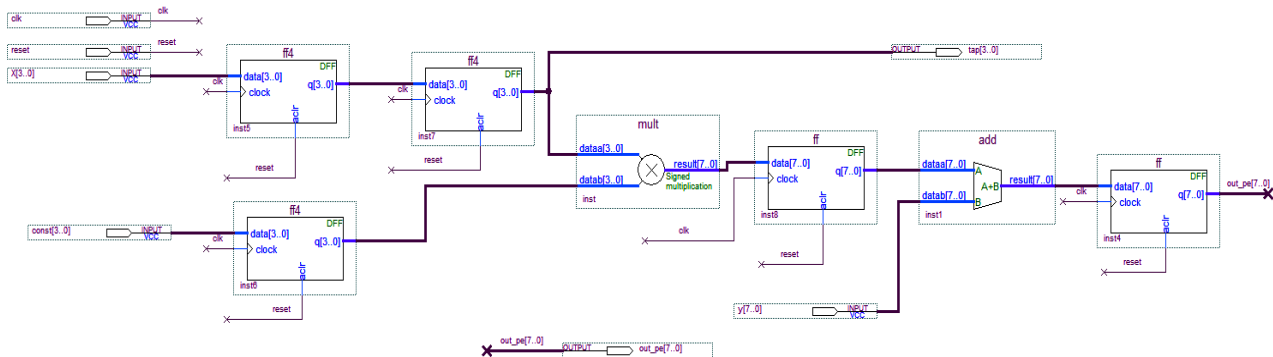 clk INPUT VCC clk
reset INPUT VCC reset
X[3..0] INPUT VCC
ff4
DFF
data[3..0]
q[3..0]
clk
clock
aclr
inst5
reset
ff4
DFF
data[3..0]
q[3..0]
clk
clock
aclr
inst7
reset
OUTPUT tap[3..0]
mult
dataa[3..0]
result[7..0]
datab[3..0]
Signed
multiplication
inst
ff
DFF
data[7..0]
q[7..0]
clock
aclr
inst8
clk
reset
add
dataa[7..0]
A
A+B
result[7..0]
datab[7..0]
B
inst1
ff
DFF
data[7..0]
q[7..0]
clk
clock
aclr
inst4
reset
out_pe[7..0]
const[3..0] INPUT VCC
ff4
DFF
data[3..0]
q[3..0]
clk
clock
aclr
inst6
reset
y[7..0] INPUT VCC
out_pe[7..0] OUTPUT out_pe[7..0]